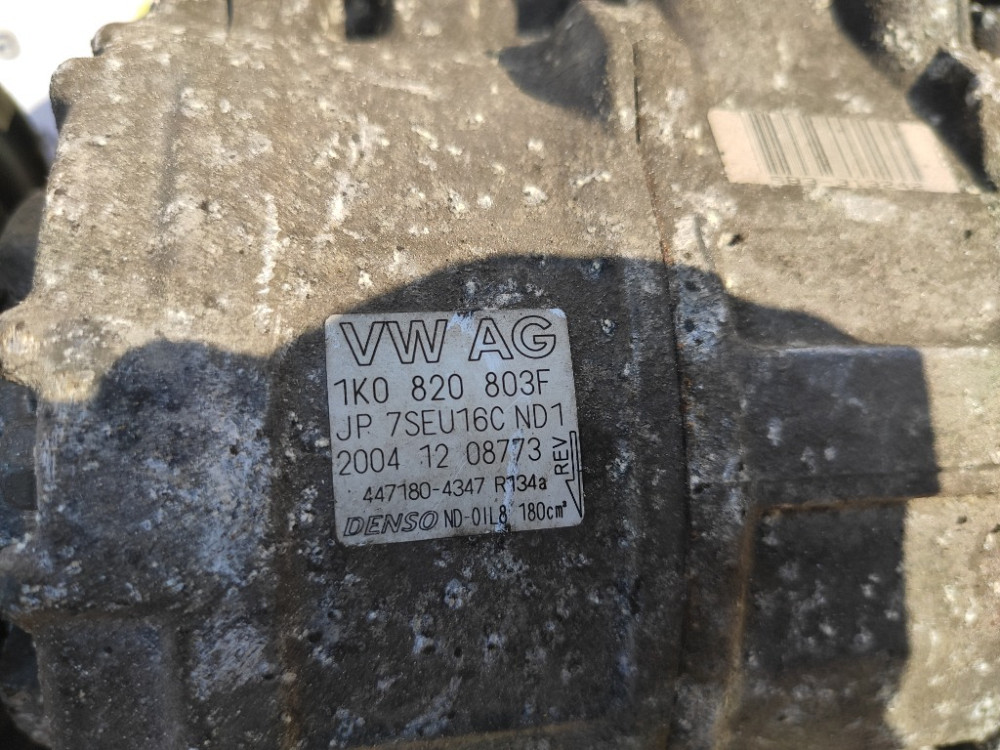 VW AG
1K0 820 803F
JP 7SEU16C ND1
2004 12 08773
REV
447180-4347 R134a
DENSO ND-OIL8 180cm³